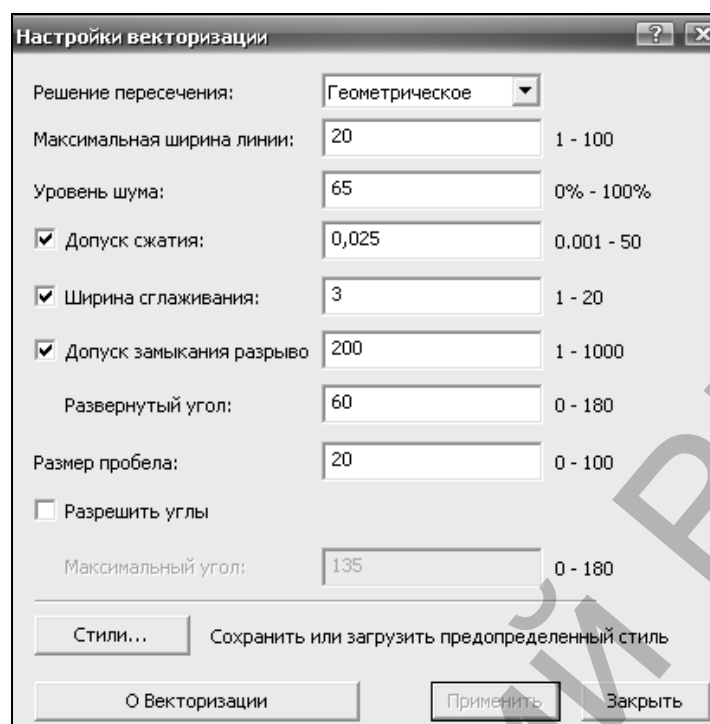 Настройки векторизации
Решение пересечения: Геометрическое
Максимальная ширина линии: 20 1 - 100
Уровень шума: 65 0% - 100%
Допуск сжатия: 0,025 0.001 - 50
Ширина сглаживания: 3 1 - 20
Допуск замыкания разрыво 200 1 - 1000
Развернутый угол: 60 0 - 180
Размер пробела: 20 0 - 100
Разрешить углы
Максимальный угол: 135 0 - 180
Стили... Сохранить или загрузить предопределенный стиль
О Векторизации Применить Закрыть